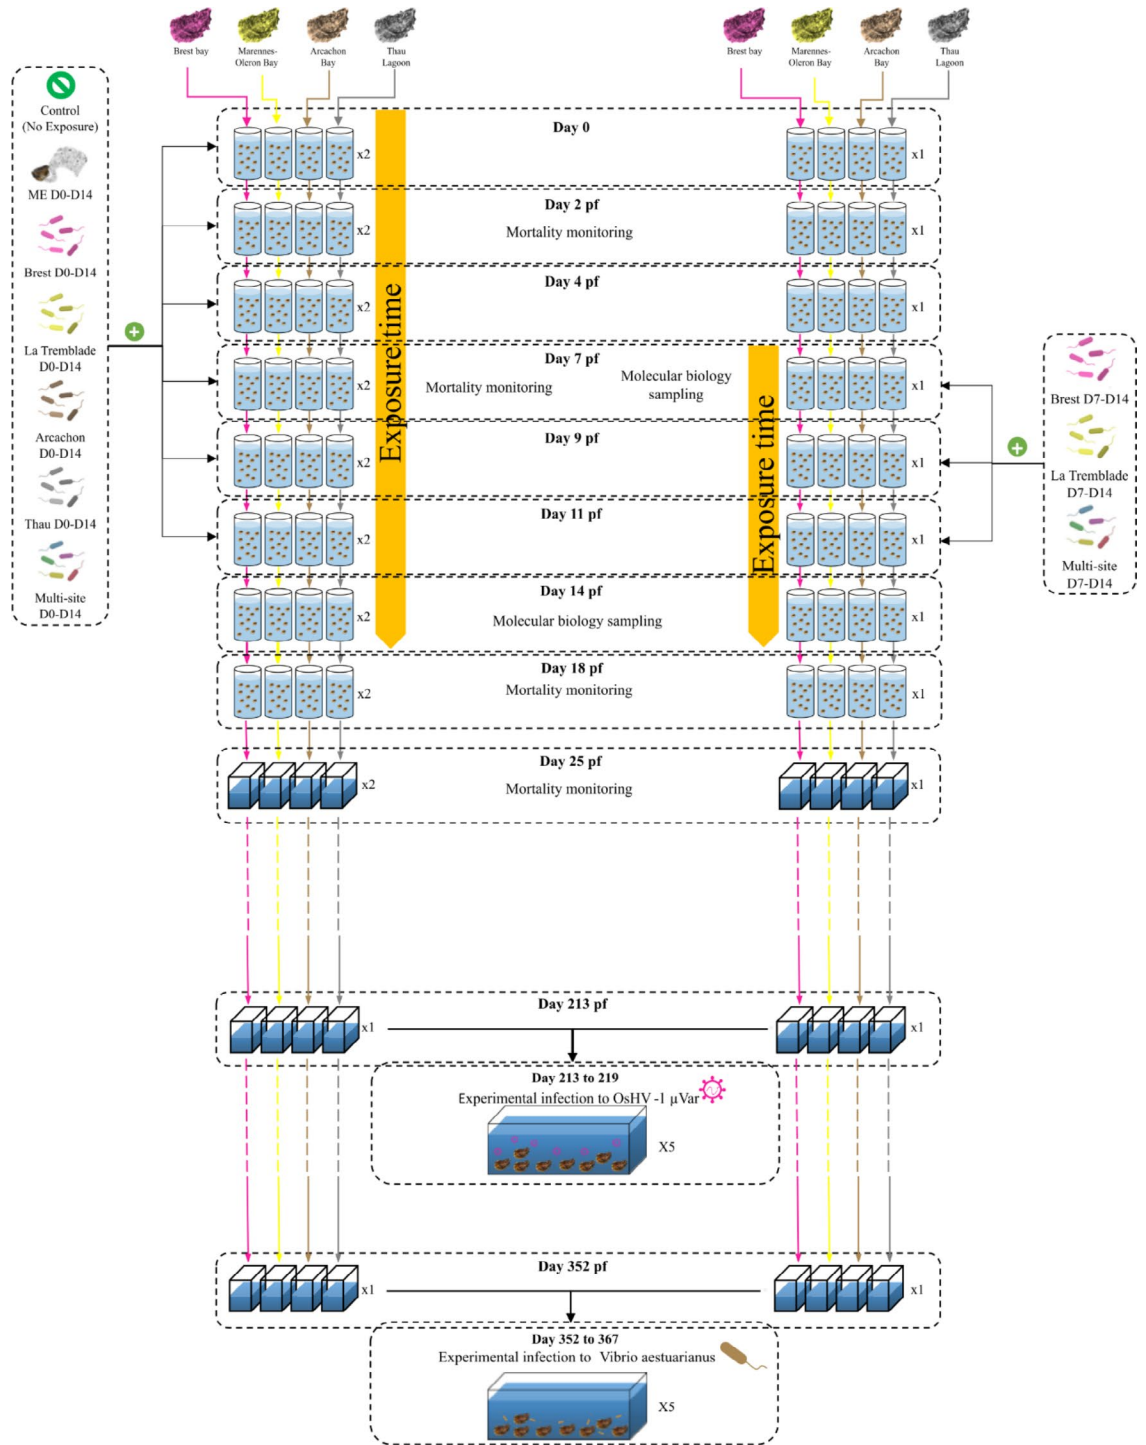 Brest bay
Marennes-
Oleron Bay
Arcachon
Bay
Thau
Lagoon
Brest bay
Marennes-
Oleron Bay
Arcachon
Bay
Thau
Lagoon
Control
(No Exposure)
ME D0-D14
Brest D0-D14
La Tremblade
D0-D14
Arcachon
D0-D14
Thau D0-D14
Multi-site
D0-D14
Exposure time
Exposure time
Day 0
x2
x1
Day 2 pf
Mortality monitoring
x2
x1
Day 4 pf
x2
x1
Day 7 pf
Mortality monitoring
Molecular biology
sampling
x2
x1
Day 9 pf
x2
x1
Day 11 pf
x2
x1
Day 14 pf
Molecular biology sampling
x2
x1
Day 18 pf
Mortality monitoring
x2
x1
Day 25 pf
Mortality monitoring
x2
x1
Brest D7-D14
La Tremblade
D7-D14
Multi-site
D7-D14
Day 213 pf
x1
x1
Day 213 to 219
Experimental infection to OsHV -1 µVar
X5
Day 352 pf
x1
x1
Day 352 to 367
Experimental infection to Vibrio aestuarianus
X5